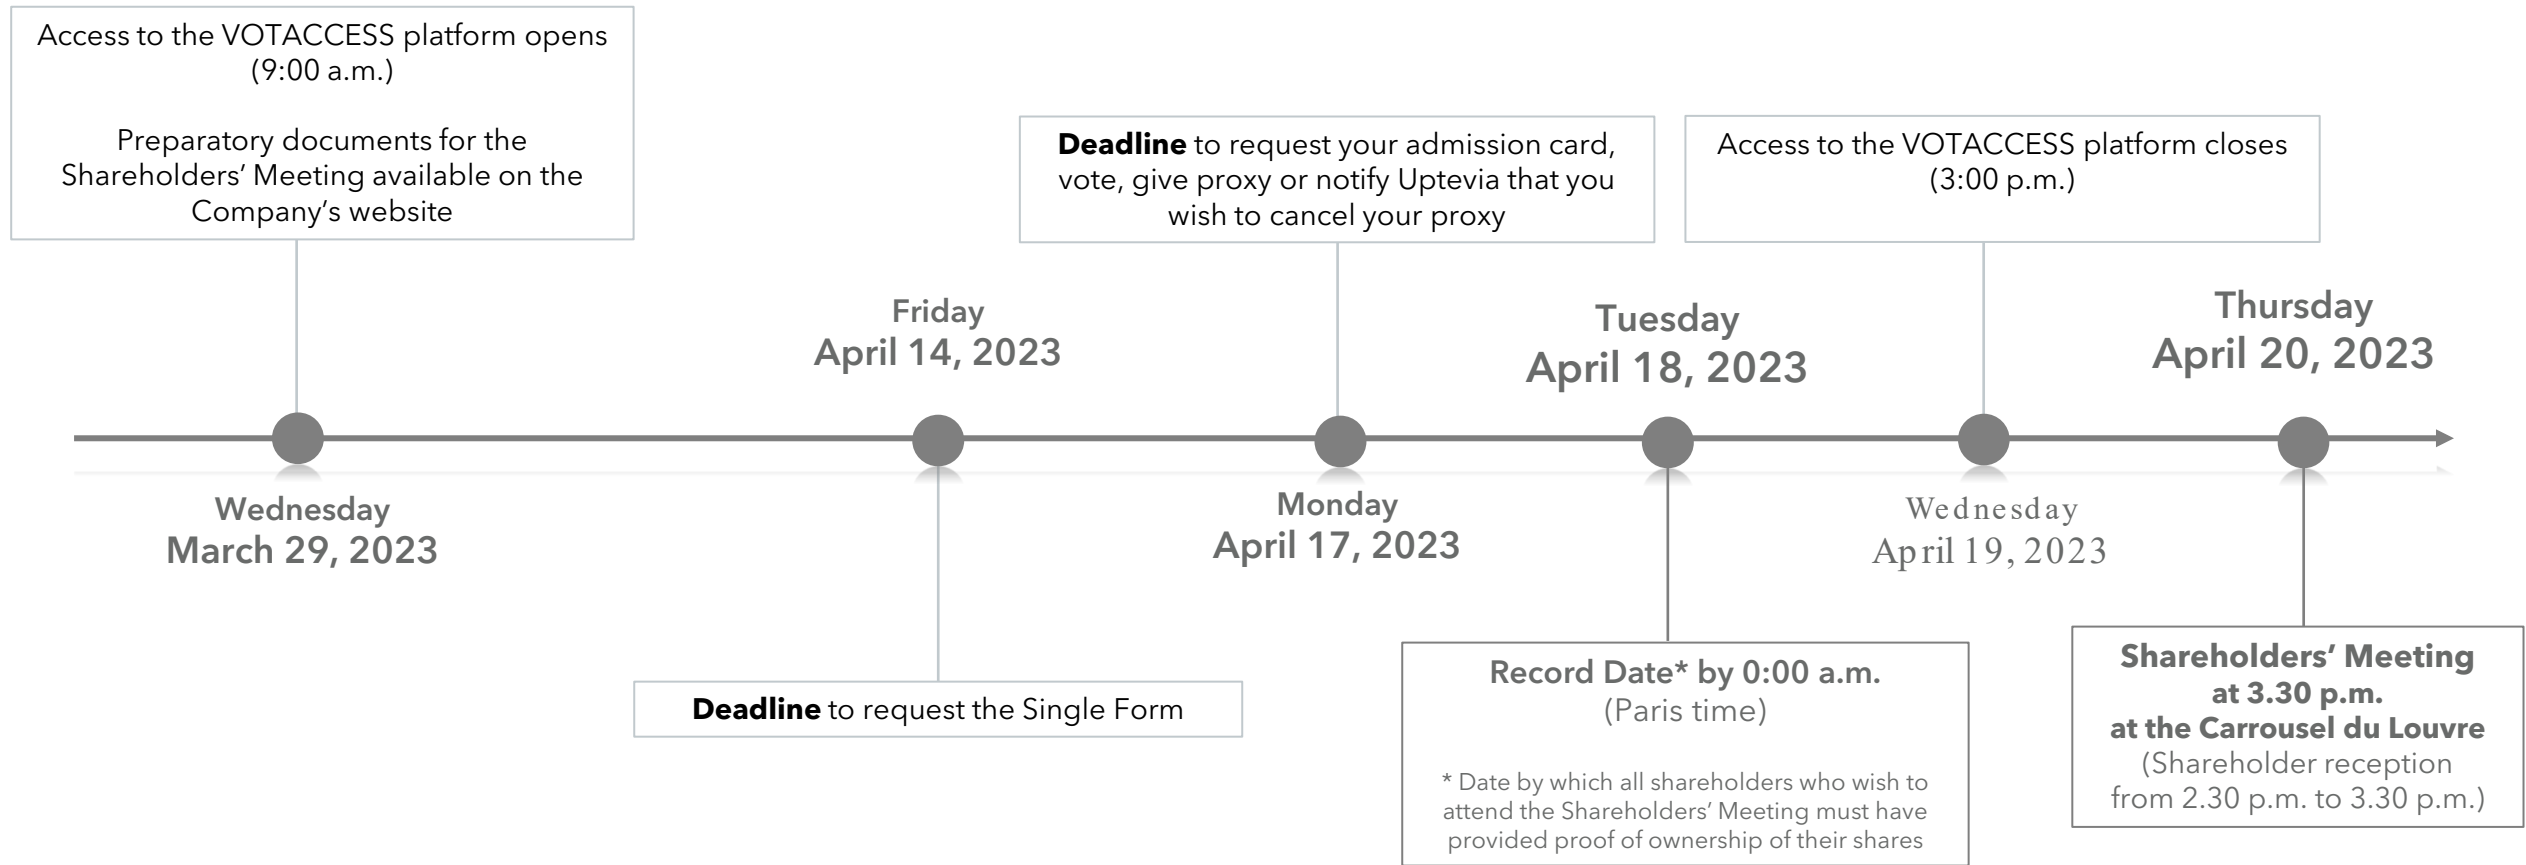 Access to the VOTACCESS platform opens
(9:00 a.m.)
Preparatory documents for the
Shareholders’ Meeting available on the
Company’s website
Wednesday
March 29, 2023
Friday
April 14, 2023
Deadline to request the Single Form
Deadline to request your admission card,
vote, give proxy or notify Uptevia that you
wish to cancel your proxy
Monday
April 17, 2023
Tuesday
April 18, 2023
Record Date* by 0:00 a.m.
(Paris time)
* Date by which all shareholders who wish to
attend the Shareholders’ Meeting must have
provided proof of ownership of their shares
Access to the VOTACCESS platform closes
(3:00 p.m.)
Wednesday
April 19, 2023
Thursday
April 20, 2023
Shareholders’ Meeting
at 3.30 p.m.
at the Carrousel du Louvre
(Shareholder reception
from 2.30 p.m. to 3.30 p.m.)